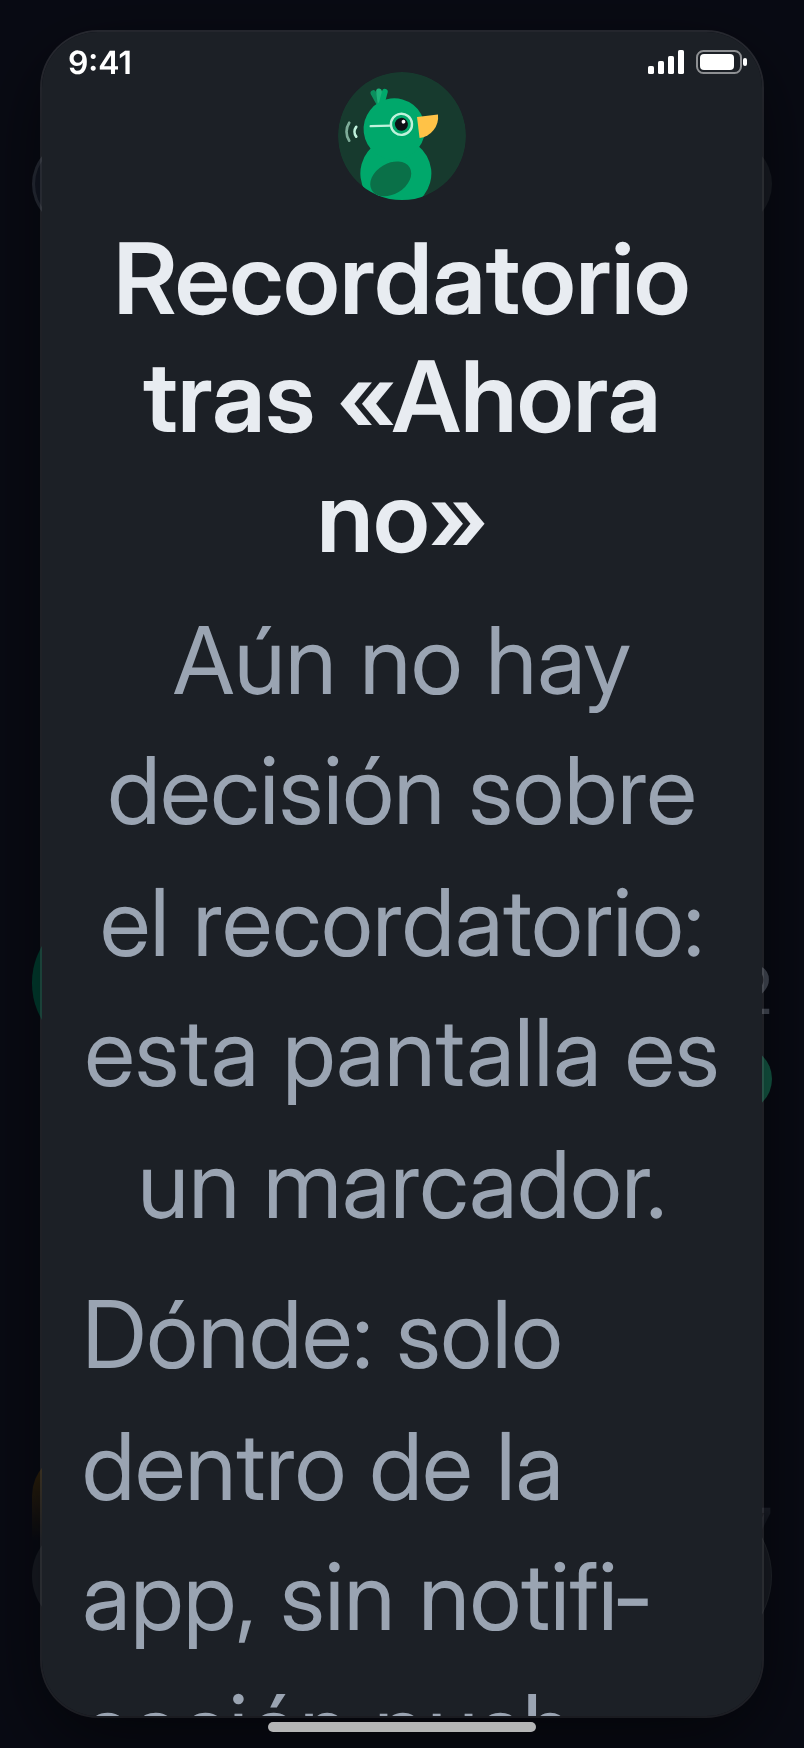 9:41
Recordatorio
tras «Ahora
no»
Aún no hay
decisión sobre
el recordatorio:
esta pantalla es
un marcador.
Dónde: solo
dentro de la
app, sin notifi-